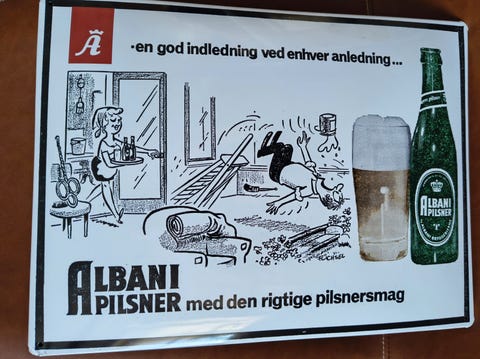 A
·en god indledning ved enhver anledning...
ALBANI
PILSNER
ALBANI
PILSNER med den rigtige pilsnersmag